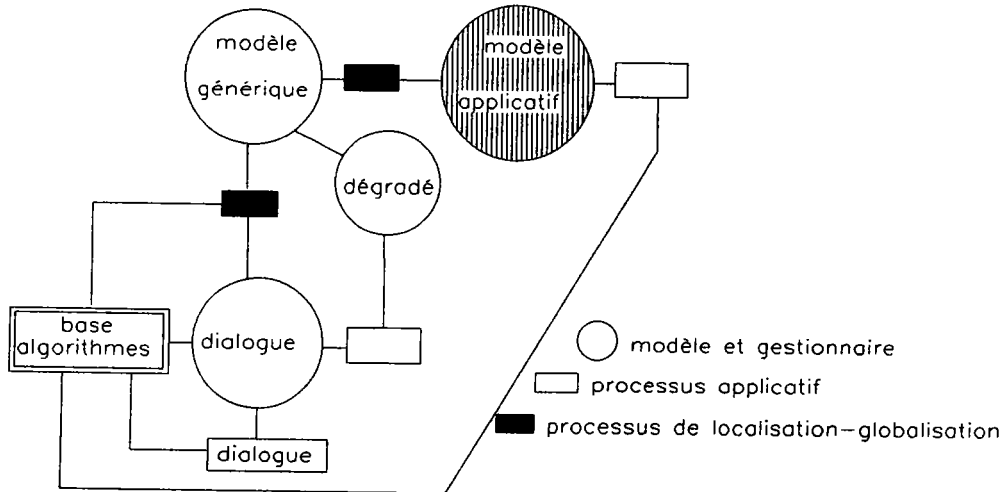 modèle
générique
modèle
applicatif
dégradé
base
algorithmes
dialogue
dialogue
modèle et gestionnaire
processus applicatif
processus de localisation-globalisation